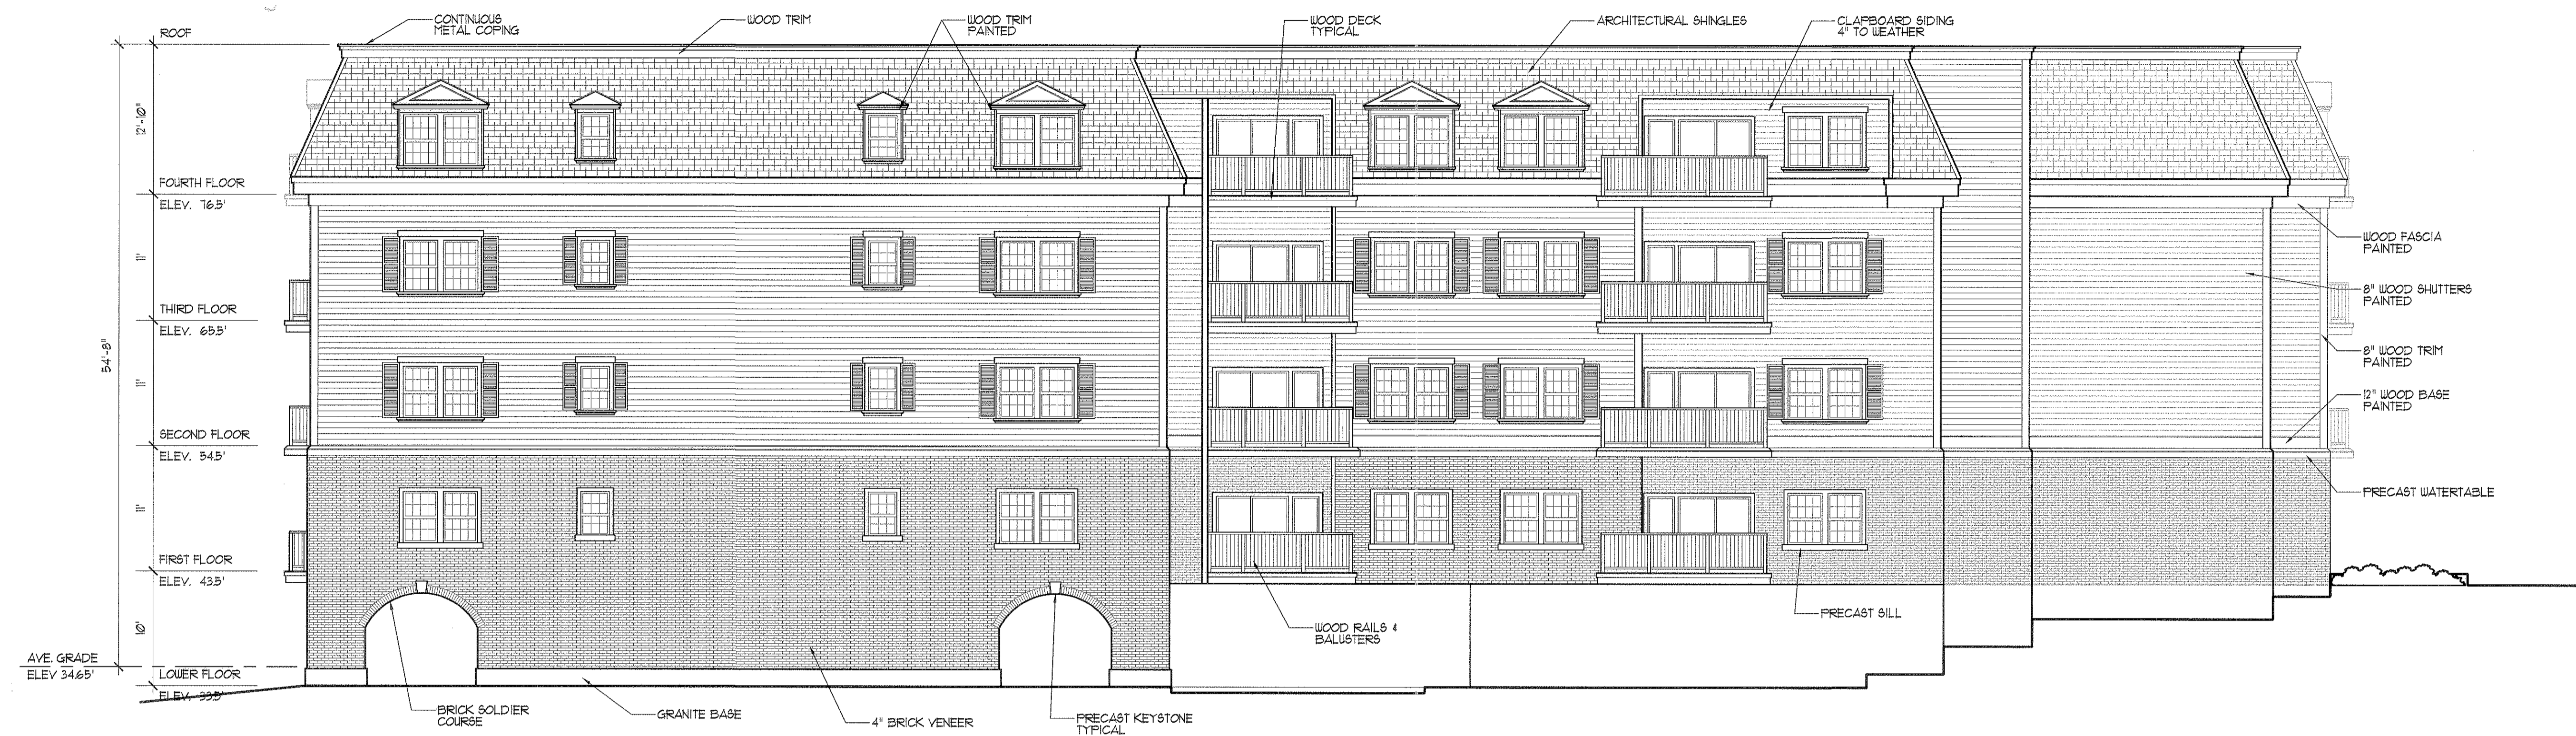 CONTINUOUS
METAL COPING
WOOD TRIM
WOOD TRIM
PAINTED
WOOD DECK
TYPICAL
ARCHITECTURAL SHINGLES
CLAPBOARD SIDING
4" TO WEATHER
ROOF
12'-10"
FOURTH FLOOR
ELEV. 76.5'
11'
THIRD FLOOR
ELEV. 65.5'
54'-8"
11'
SECOND FLOOR
ELEV. 54.5'
11'
FIRST FLOOR
ELEV. 43.5'
10'
AVE. GRADE
ELEV 34.65'
LOWER FLOOR
ELEV. 33.5'
WOOD FASCIA
PAINTED
8" WOOD SHUTTERS
PAINTED
8" WOOD TRIM
PAINTED
12" WOOD BASE
PAINTED
PRECAST WATERTABLE
PRECAST SILL
WOOD RAILS &
BALUSTERS
BRICK SOLDIER
COURSE
GRANITE BASE
4" BRICK VENEER
PRECAST KEYSTONE
TYPICAL